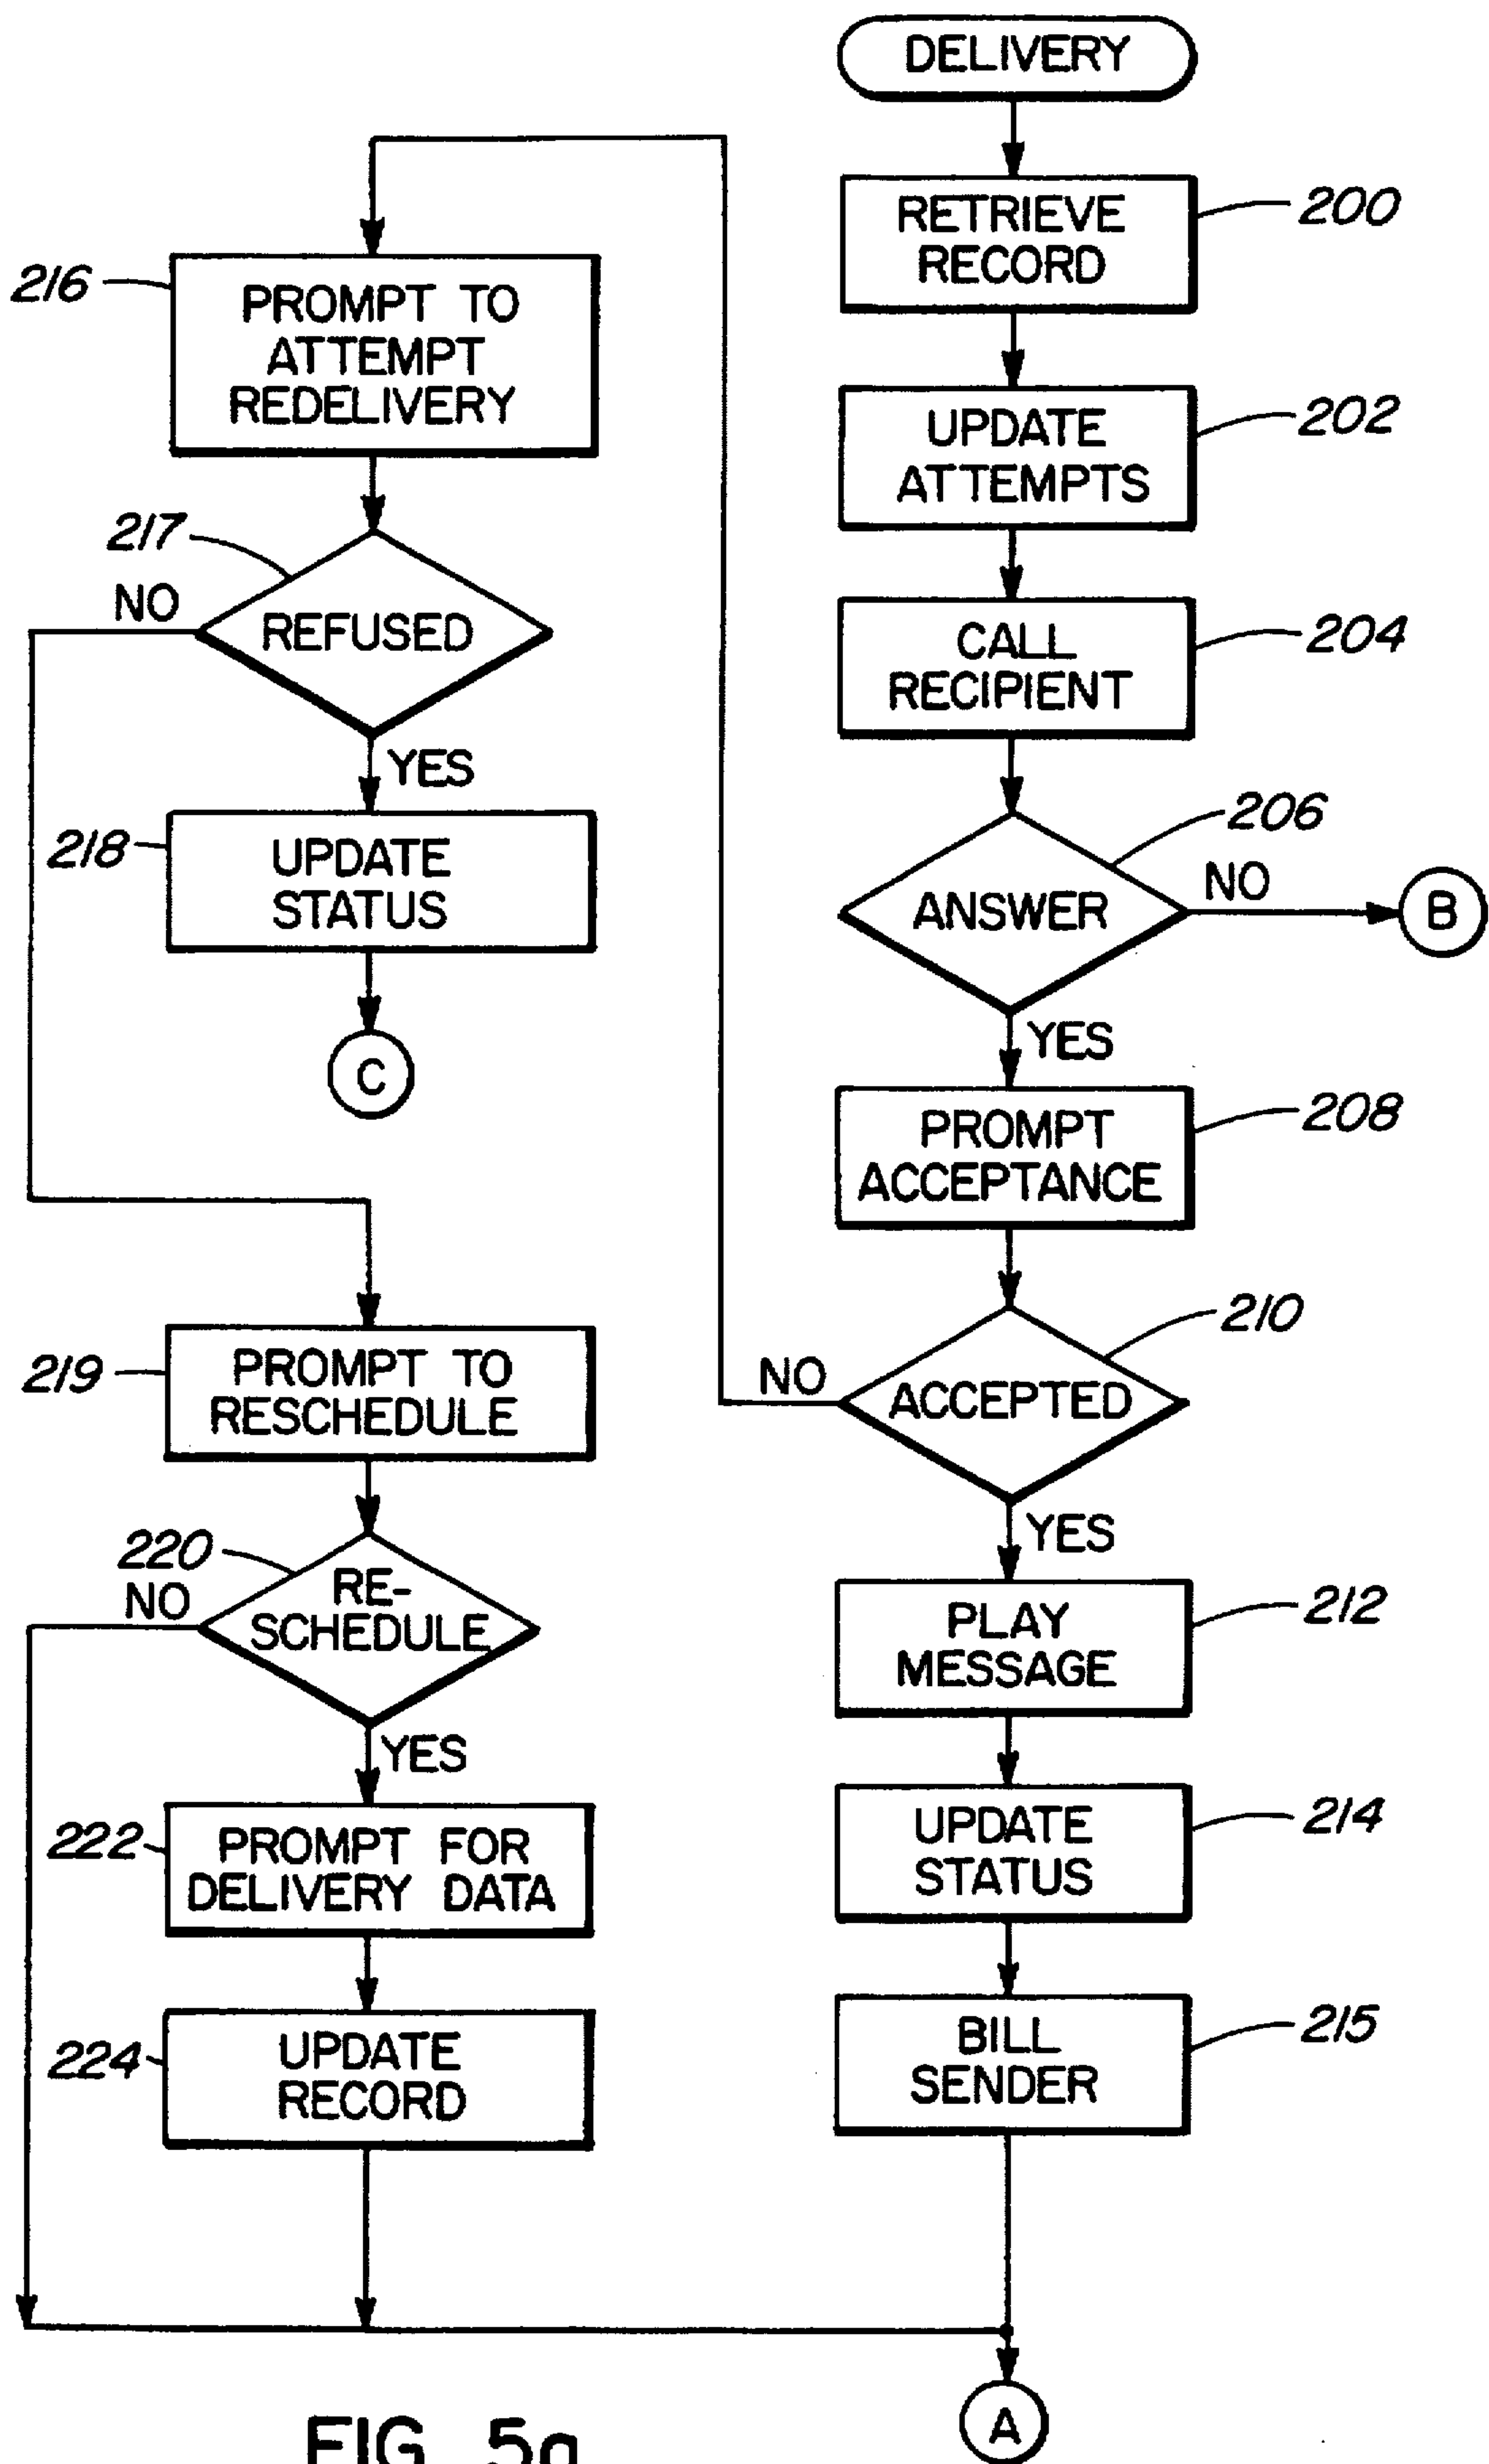 DELIVERY
RETRIEVE
RECORD
200
UPDATE
ATTEMPTS
202
CALL
RECIPIENT
204
ANSWER
206
NO
B
YES
PROMPT
ACCEPTANCE
208
ACCEPTED
210
NO
YES
PLAY
MESSAGE
212
UPDATE
STATUS
214
BILL
SENDER
215
A
216
PROMPT TO
ATTEMPT
REDELIVERY
217
NO
REFUSED
YES
218
UPDATE
STATUS
C
219
PROMPT TO
RESCHEDULE
220
NO
RE-
SCHEDULE
YES
222
PROMPT FOR
DELIVERY DATA
224
UPDATE
RECORD
FIG. 5a